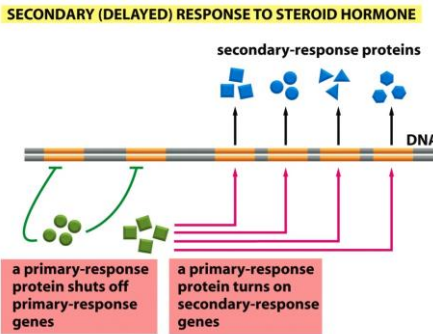 SECONDARY (DELAYED) RESPONSE TO STEROID HORMONE
secondary-response proteins
DNA
a primary-response
protein shuts off
primary-response
genes
a primary-response
protein turns on
secondary-response
genes